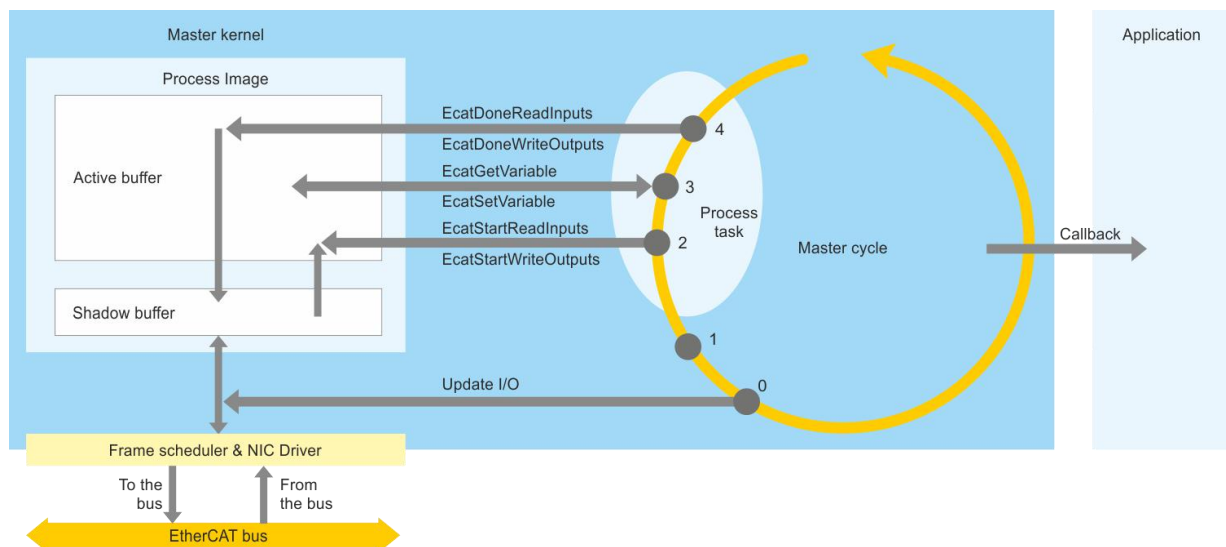 Master kernel
Application
Process Image
Active buffer
Shadow buffer
EcatDoneReadInputs
EcatDoneWriteOutputs
EcatGetVariable
EcatSetVariable
EcatStartReadInputs
EcatStartWriteOutputs
4
3
2
1
0
Process
task
Master cycle
Callback
Update I/O
Frame scheduler & NIC Driver
To the
bus
From
the bus
EtherCAT bus